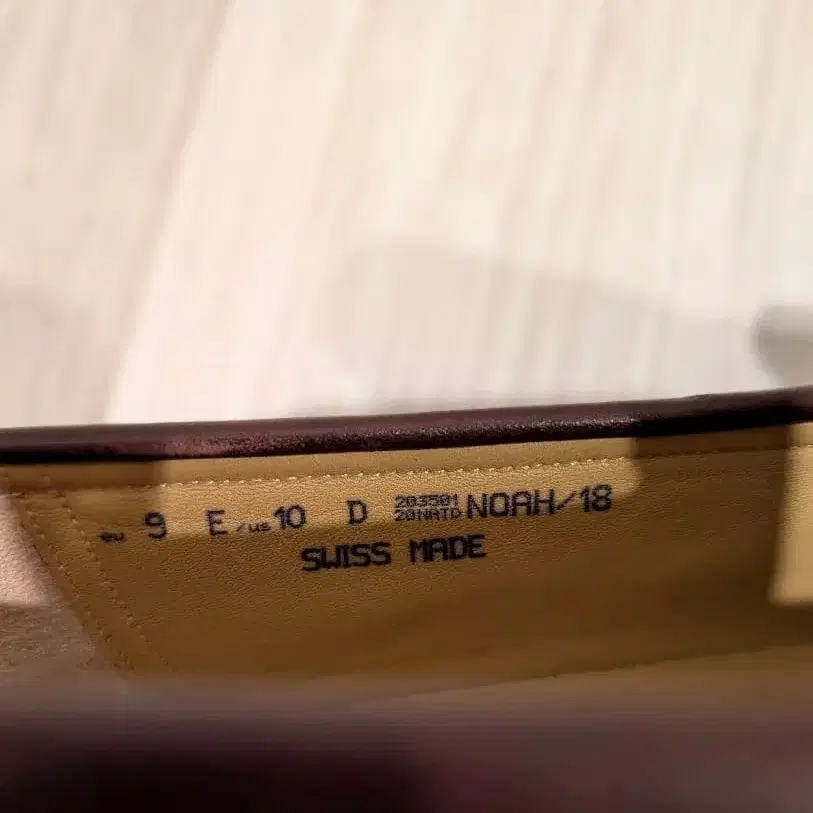 eu 9 E /us 10 D 203501 20NATD NOAH/18
SWISS MADE